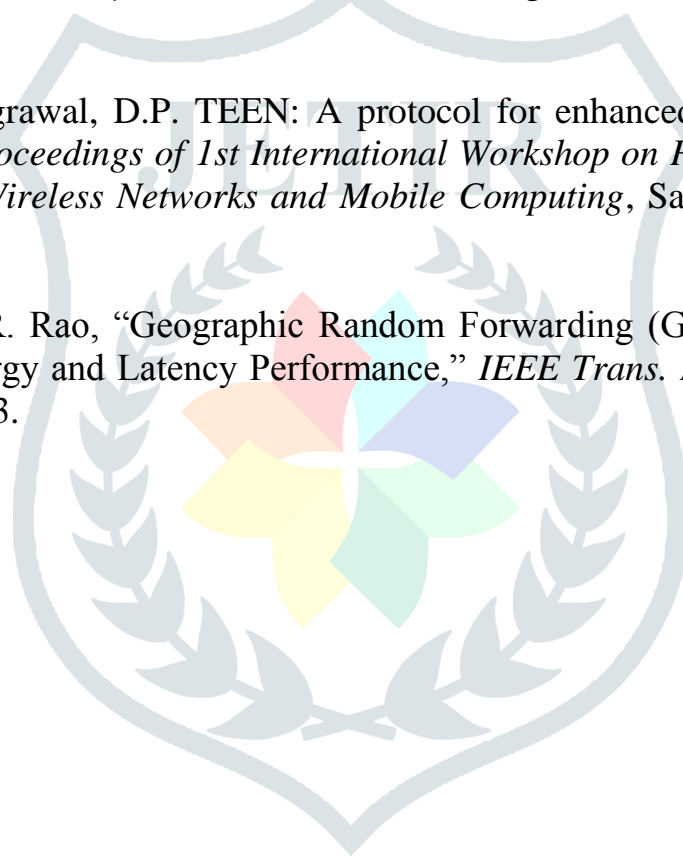 grawal, D.P. TEEN: A protocol for enhanced
oceedings of 1st International Workshop on
Wireless Networks and Mobile Computing, Sa
R. Rao, “Geographic Random Forwarding (G
rgy and Latency Performance,” IEEE Trans.
3.
JETIR